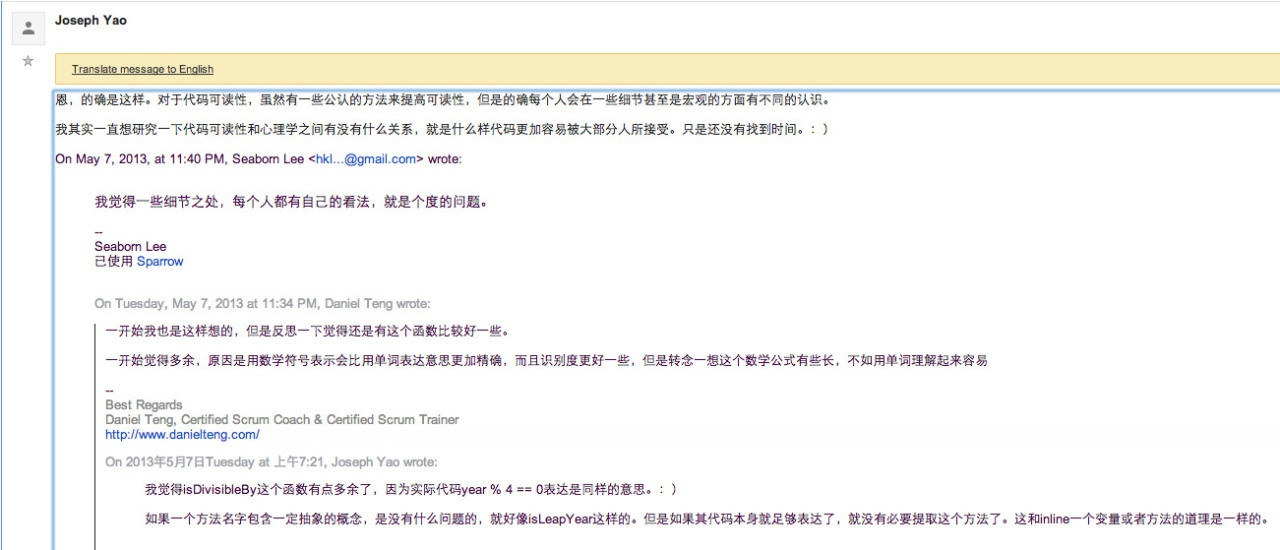 Joseph Yao
Translate message to English
恩，的确是这样。对于代码可读性，虽然有一些公认的方法来提高可读性，但是的确每个人会在一些细节甚至是宏观的方面有不同的认识。
我其实一直想研究一下代码可读性和心理学之间有没有什么关系，就是什么样代码更加容易被大部分人所接受。只是还没有找到时间。：）
On May 7, 2013, at 11:40 PM, Seaborn Lee <hkl...@gmail.com> wrote:
我觉得一些细节之处，每个人都有自己的看法，就是个度的问题。
--
Seaborn Lee
已使用 Sparrow
On Tuesday, May 7, 2013 at 11:34 PM, Daniel Teng wrote:
一开始我也是这样想的，但是反思一下觉得还是有这个函数比较好一些。
一开始觉得多余，原因是用数学符号表示会比用单词表达意思更加精确，而且识别度更好一些，但是转念一想这个数学公式有些长，不如用单词理解起来容易
--
Best Regards
Daniel Teng, Certified Scrum Coach & Certified Scrum Trainer
http://www.danielteng.com/
On 2013年5月7日Tuesday at 上午7:21, Joseph Yao wrote:
我觉得isDivisibleBy这个函数有点多余了，因为实际代码year % 4 == 0表达是同样的意思。：）
如果一个方法名字包含一定抽象的概念，是没有什么问题的，就好像isLeapYear这样的。但是如果其代码本身就足够表达了，就没有必要提取这个方法了。这和inline一个变量或者方法的道理是一样的。